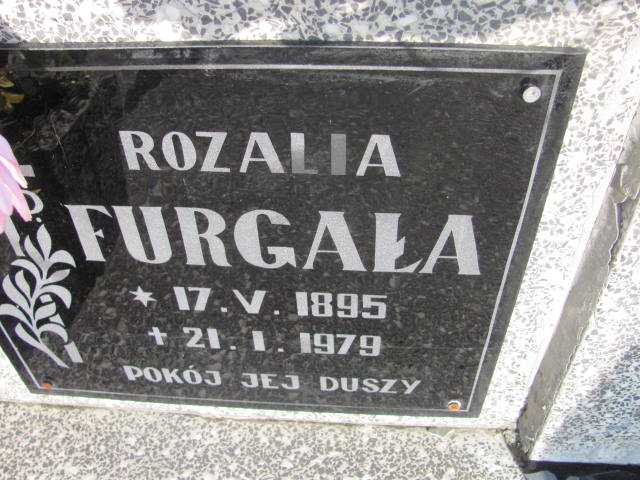 ROZALIA
FURGAŁA
* 17.V.1895
+ 21.I.1979
POKÓJ JEJ DUSZY